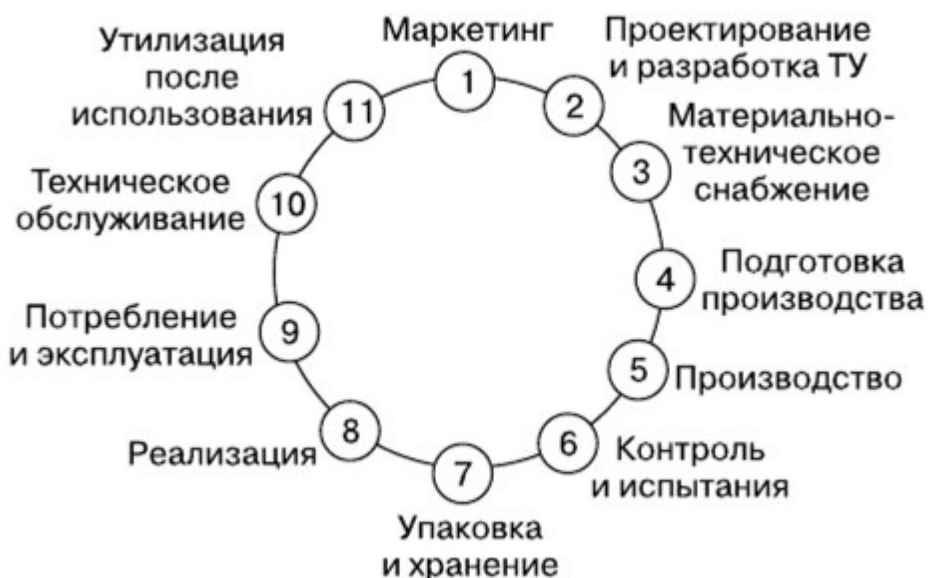 Маркетинг
1
Проектирование
и разработка ТУ
2
Материально-
техническое
снабжение
3
Подготовка
производства
4
Производство
5
Контроль
и испытания
6
Упаковка
и хранение
7
Реализация
8
Потребление
и эксплуатация
9
Техническое
обслуживание
10
Утилизация
после
использования
11